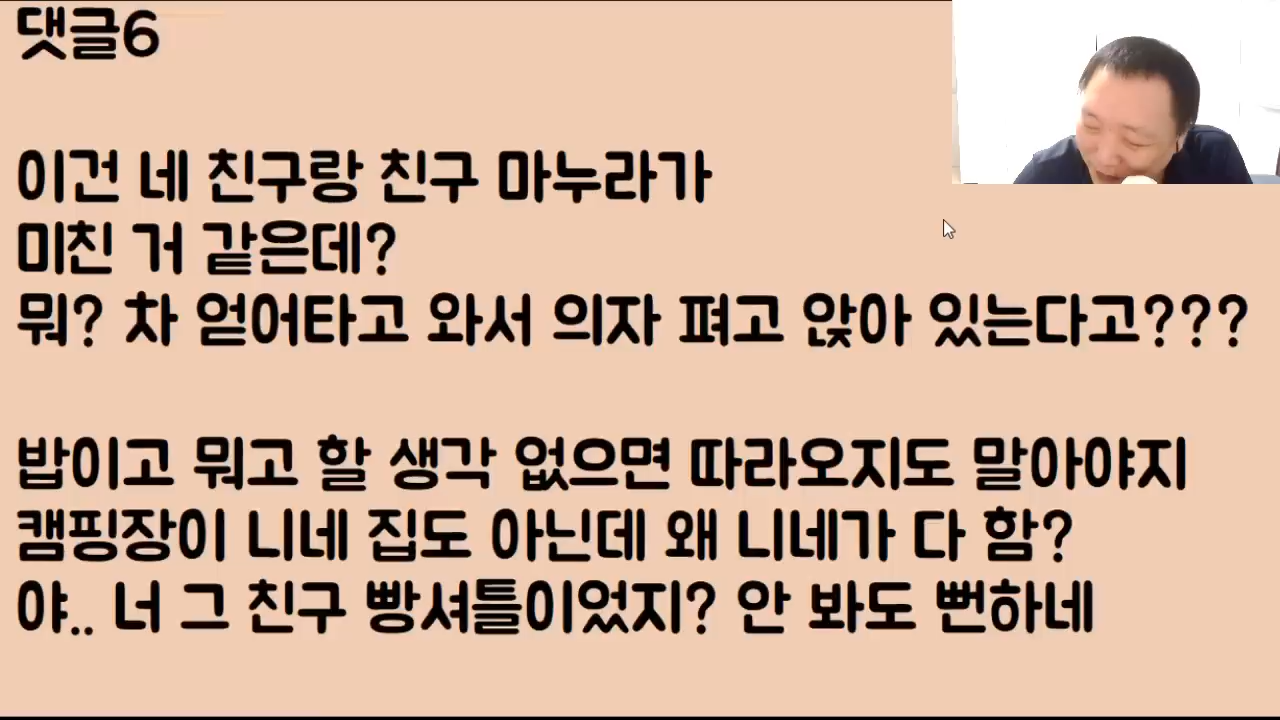 댓글6
이건 네 친구랑 친구 마누라가
미친 거 같은데?
뭐? 차 얻어타고 와서 의자 펴고 앉아 있는다고???
밥이고 뭐고 할 생각 없으면 따라오지도 말아야지
캠핑장이 니네 집도 아닌데 왜 니네가 다 함?
야.. 너 그 친구 빵셔틀이었지? 안 봐도 뻔하네